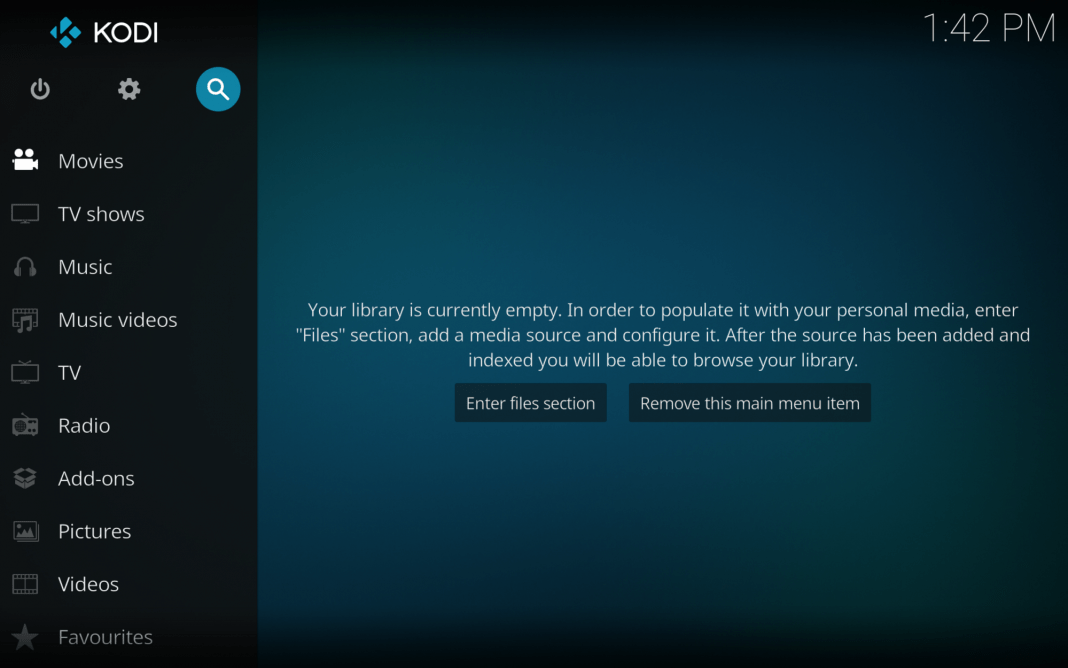 KODI
1:42 PM
Movies
TV shows
Music
Music videos
TV
Radio
Add-ons
Pictures
Videos
Favourites
Your library is currently empty. In order to populate it with your personal media, enter
"Files" section, add a media source and configure it. After the source has been added and
indexed you will be able to browse your library.
Enter files section
Remove this main menu item